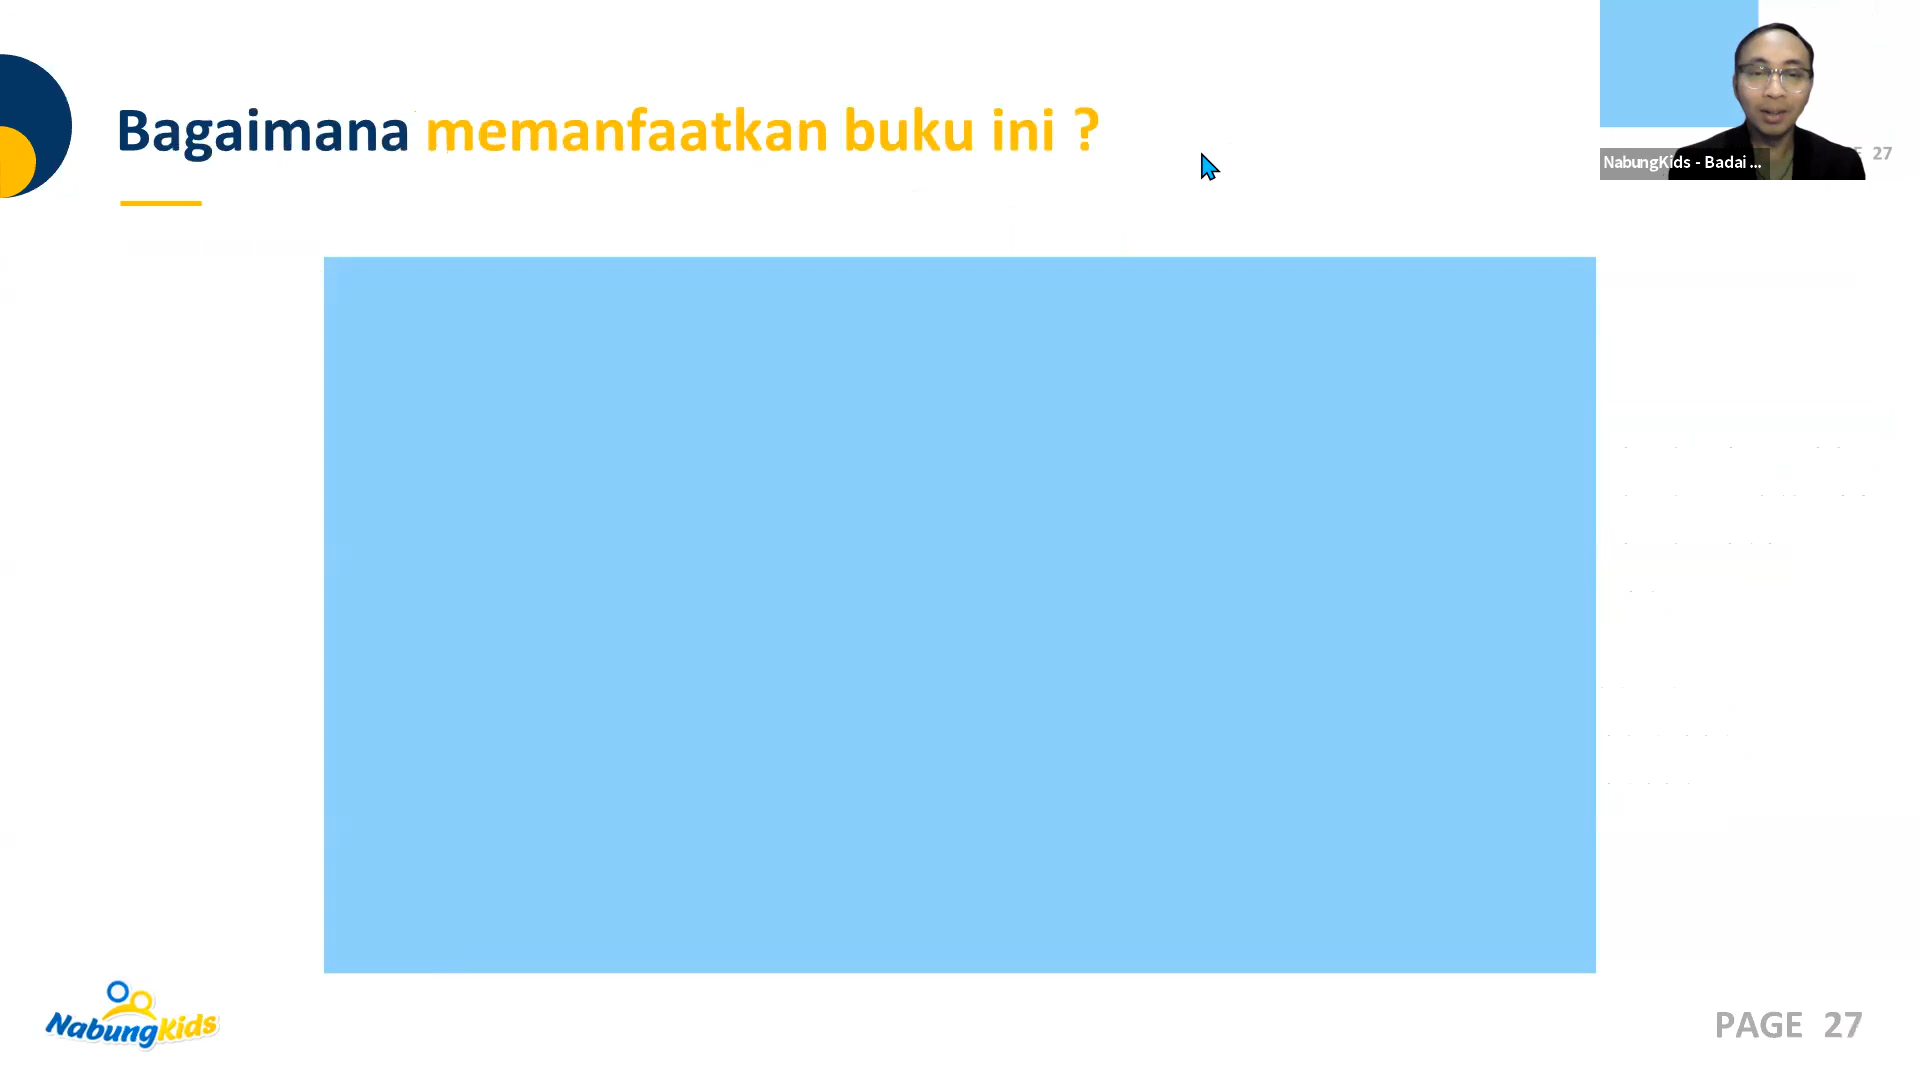 Bagaimana memanfaatkan buku ini ?
27
NabungKids - Badai ...
NabungKids
PAGE 27